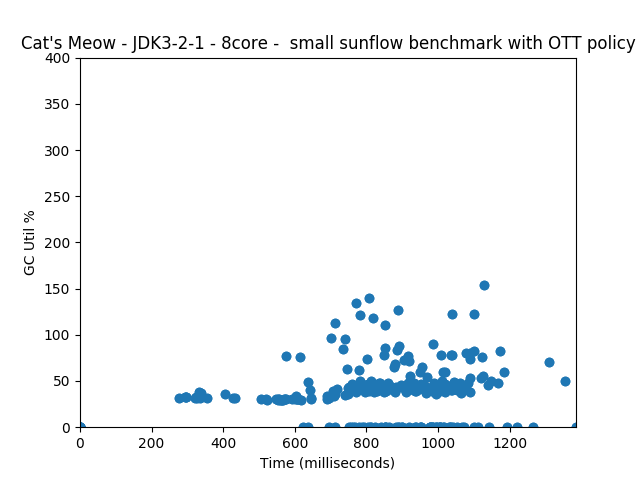 Cat's Meow - JDK3-2-1 - 8core -  small sunflow benchmark with OTT policy
400
350
300
250
200
150
100
50
0
GC Util %
0 200 400 600 800 1000 1200
Time (milliseconds)